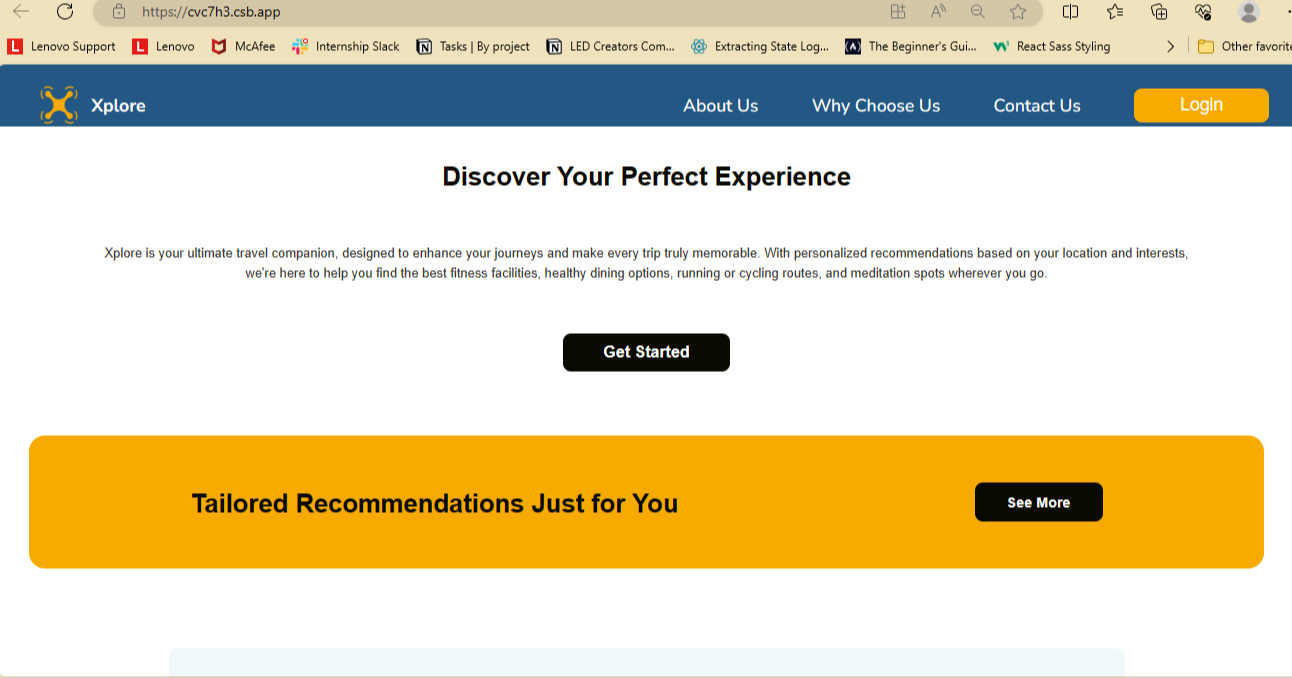 https://cvc7h3.csb.app
Lenovo Support Lenovo McAfee Internship Slack Tasks | By project LED Creators Com... Extracting State Log... The Beginner's Gui... React Sass Styling Other favorite
Xplore About Us Why Choose Us Contact Us Login
Discover Your Perfect Experience
Xplore is your ultimate travel companion, designed to enhance your journeys and make every trip truly memorable. With personalized recommendations based on your location and interests,
we're here to help you find the best fitness facilities, healthy dining options, running or cycling routes, and meditation spots wherever you go.
Get Started
Tailored Recommendations Just for You See More